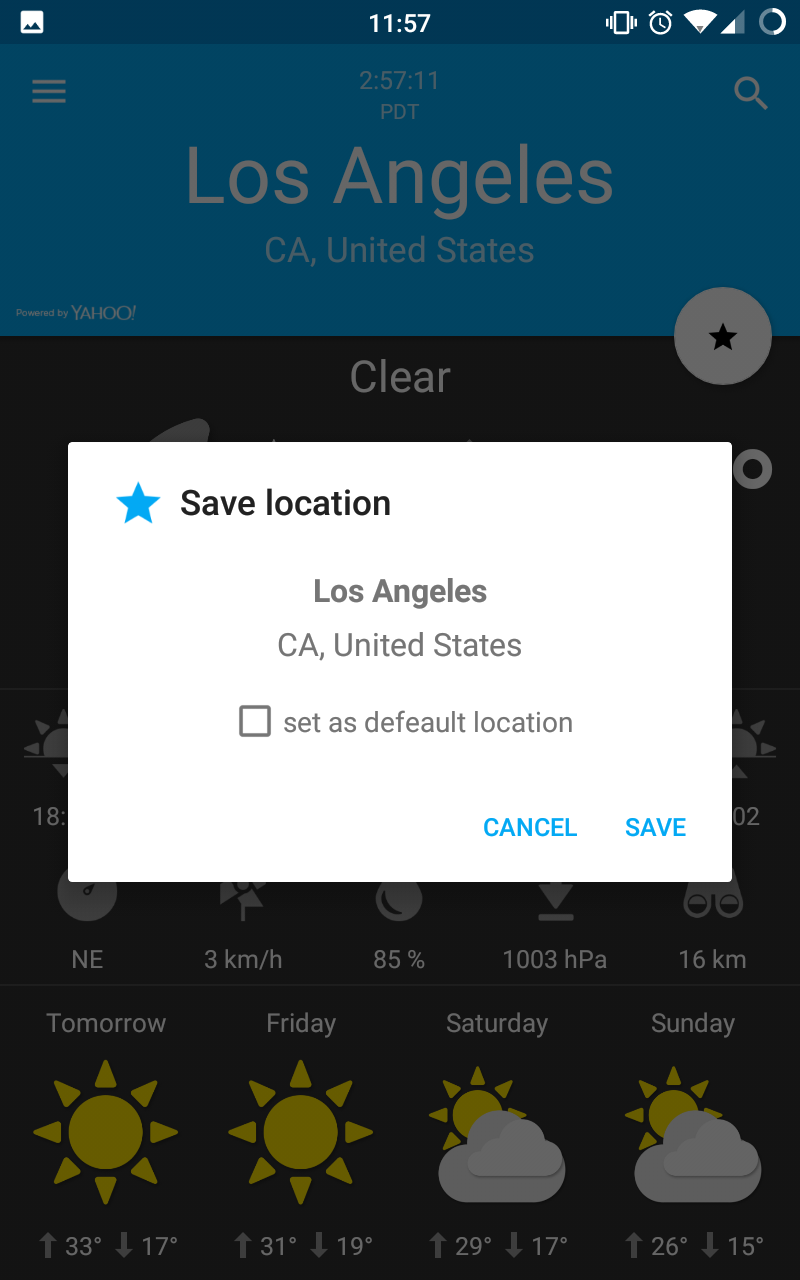 11:57
2:57:11
PDT
Los Angeles
CA, United States
Powered by YAHOO!
Clear
Save location
Los Angeles
CA, United States
set as defeault location
CANCEL SAVE
18: 02
NE 3 km/h 85 % 1003 hPa 16 km
Tomorrow Friday Saturday Sunday
33° 17° 31° 19° 29° 17° 26° 15°